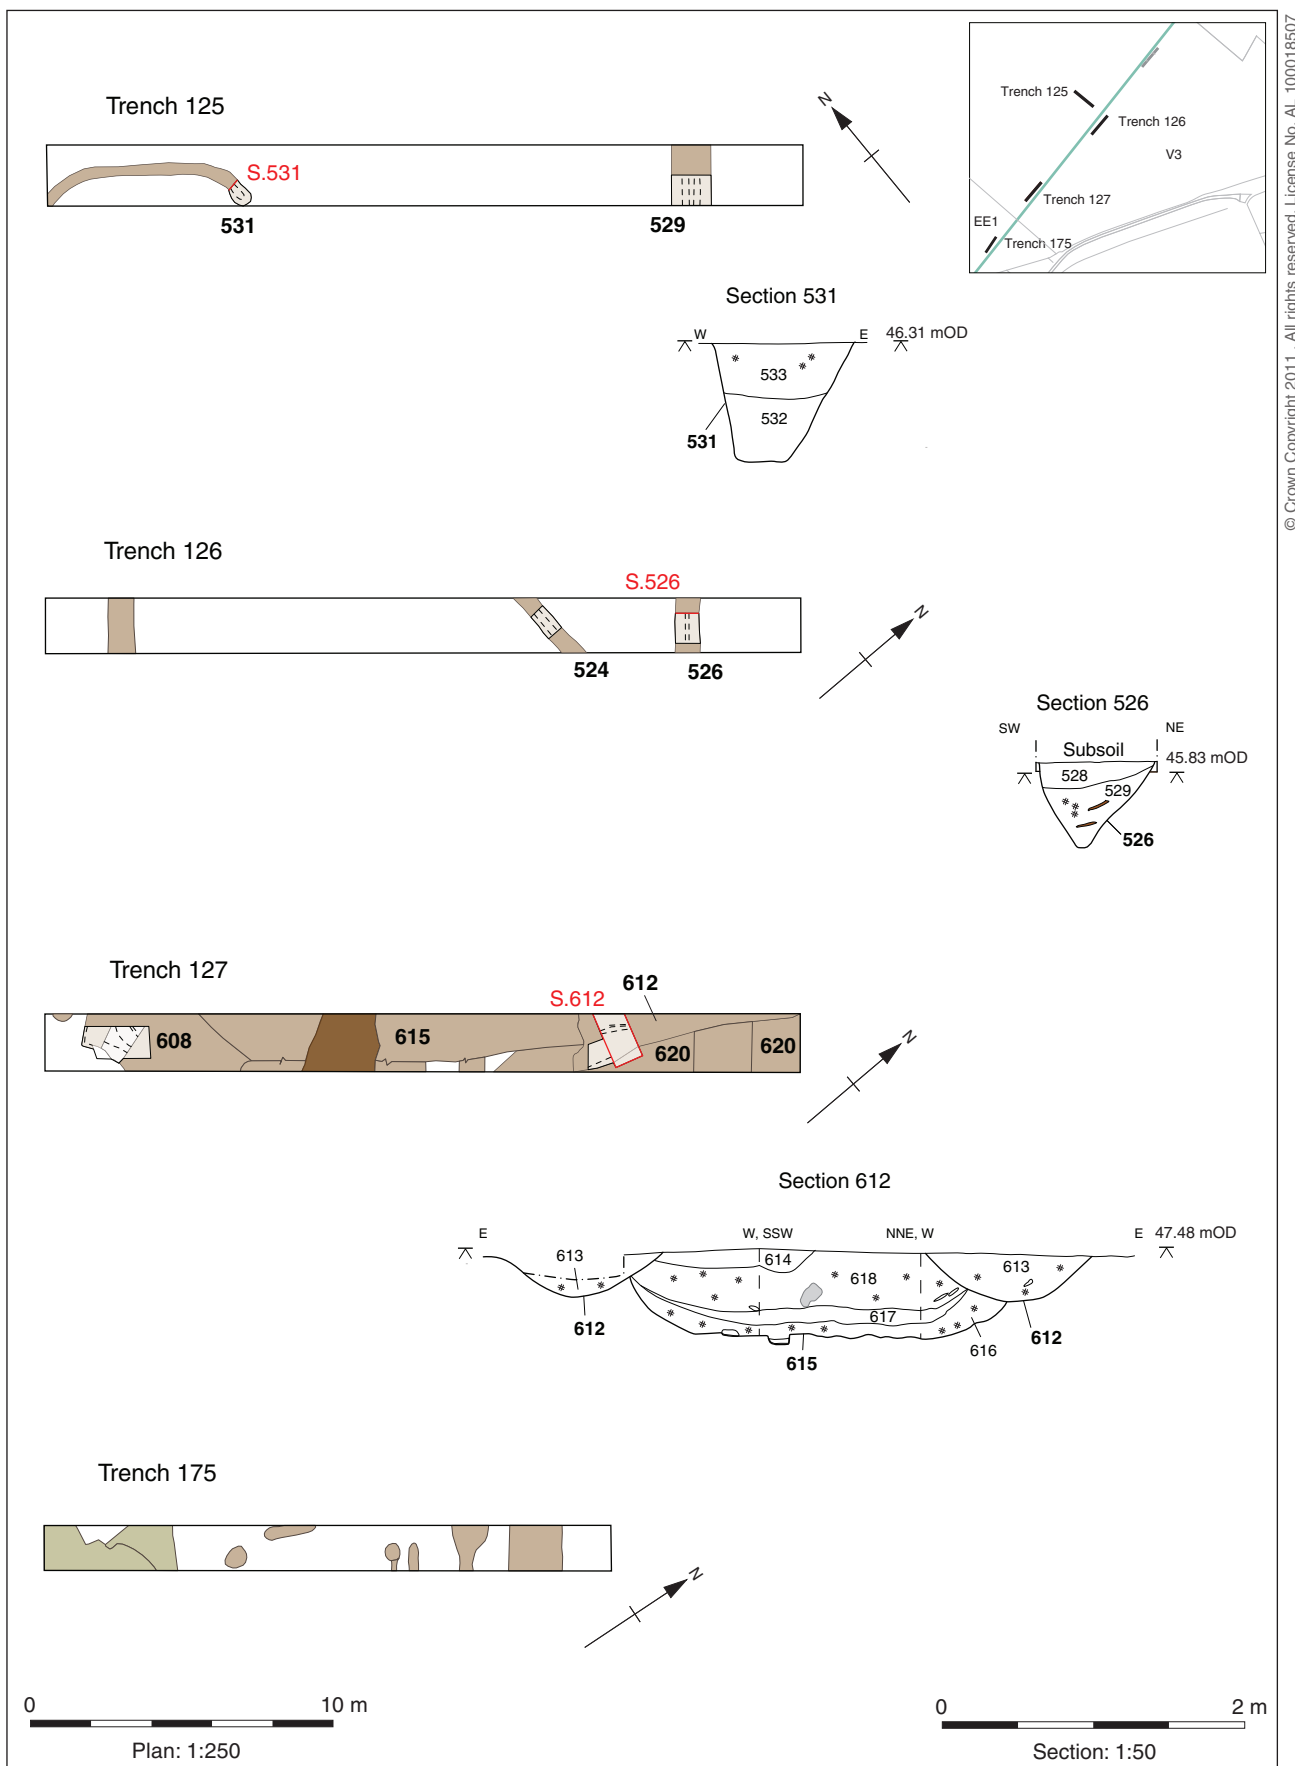 Trench 125
S.531
531
529
N
Trench 125
Trench 126
V3
Trench 127
EE1
Trench 175
© Crown Copyright 2011. All rights reserved. License No. AL 100018507
Section 531
W
E
46.31 mOD
533
532
531
Trench 126
S.526
524
526
N
Section 526
SW
NE
Subsoil
45.83 mOD
528
529
526
Trench 127
S.612
612
608
615
620
620
N
Section 612
E
W, SSW
NNE, W
E
47.48 mOD
613
614
618
613
617
612
612
616
615
Trench 175
N
0
10 m
Plan: 1:250
0
2 m
Section: 1:50